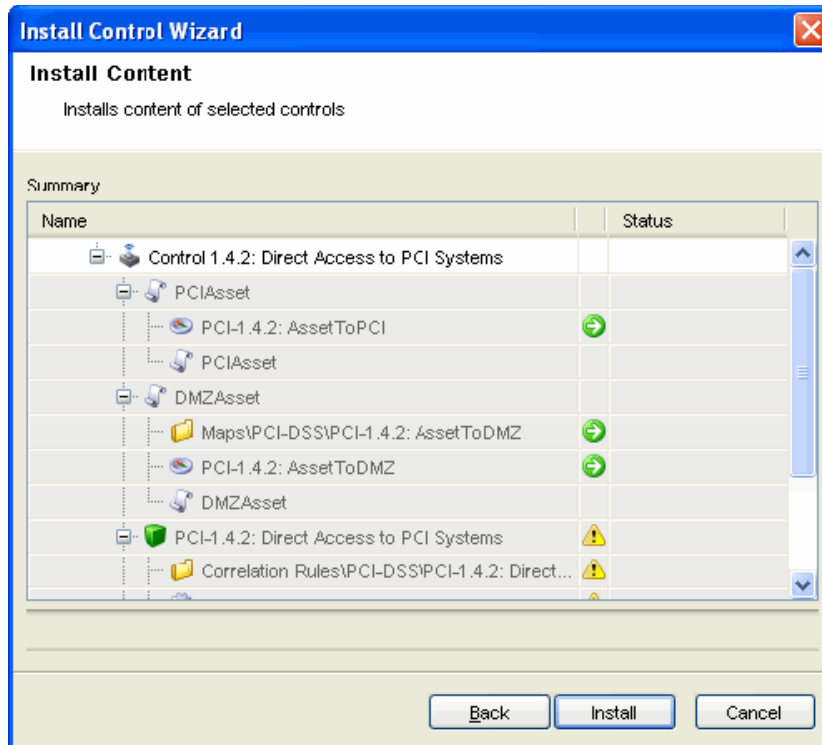 Install Control Wizard
Install Content
Installs content of selected controls
Summary
Name Status
Control 1.4.2: Direct Access to PCI Systems
PCIAsset
PCI-1.4.2: AssetToPCI
PCIAsset
DMZAsset
Maps\PCI-DSS\PCI-1.4.2: AssetToDMZ
PCI-1.4.2: AssetToDMZ
DMZAsset
PCI-1.4.2: Direct Access to PCI Systems
Correlation Rules\PCI-DSS\PCI-1.4.2: Direct...
Back Install Cancel